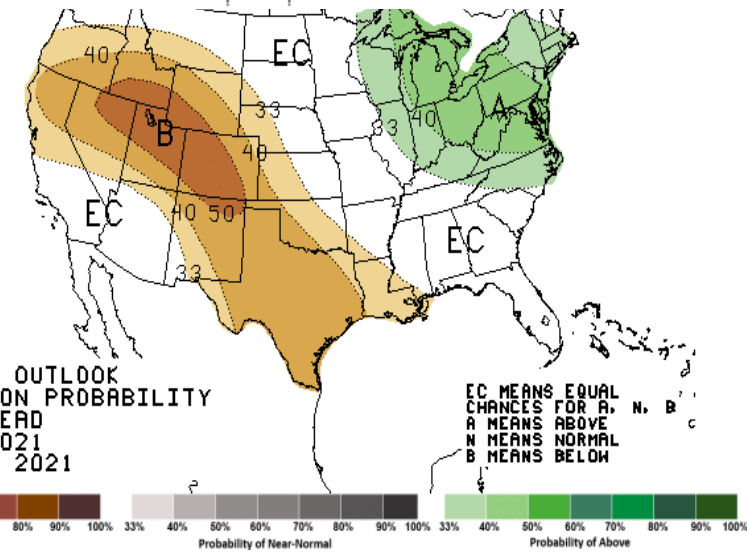 EC
40
33
B
A
33
40
40
EC
40 50
EC
33
OUTLOOK
ON PROBABILITY
EAD
021
2021
EC MEANS EQUAL
CHANCES FOR A, N, B
A MEANS ABOVE
N MEANS NORMAL
B MEANS BELOW
C
80% 90% 100% 33% 40% 50% 60% 70% 80% 90% 100% 33% 40% 50% 60% 70% 80% 90% 100%
Probability of Near-Normal Probability of Above